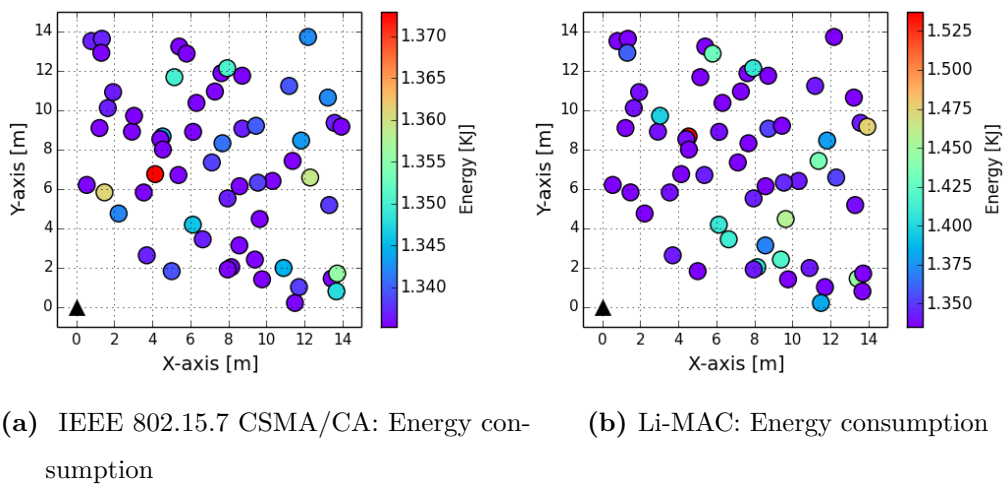 14
12
10
8
6
4
2
0
Y-axis [m]
0 2 4 6 8 10 12 14
X-axis [m]
1.370
1.365
1.360
1.355
1.350
1.345
1.340
Energy [KJ]
14
12
10
8
6
4
2
0
Y-axis [m]
0 2 4 6 8 10 12 14
X-axis [m]
1.525
1.500
1.475
1.450
1.425
1.400
1.375
1.350
Energy [KJ]
(a) IEEE 802.15.7 CSMA/CA: Energy con-
sumption
(b) Li-MAC: Energy consumption